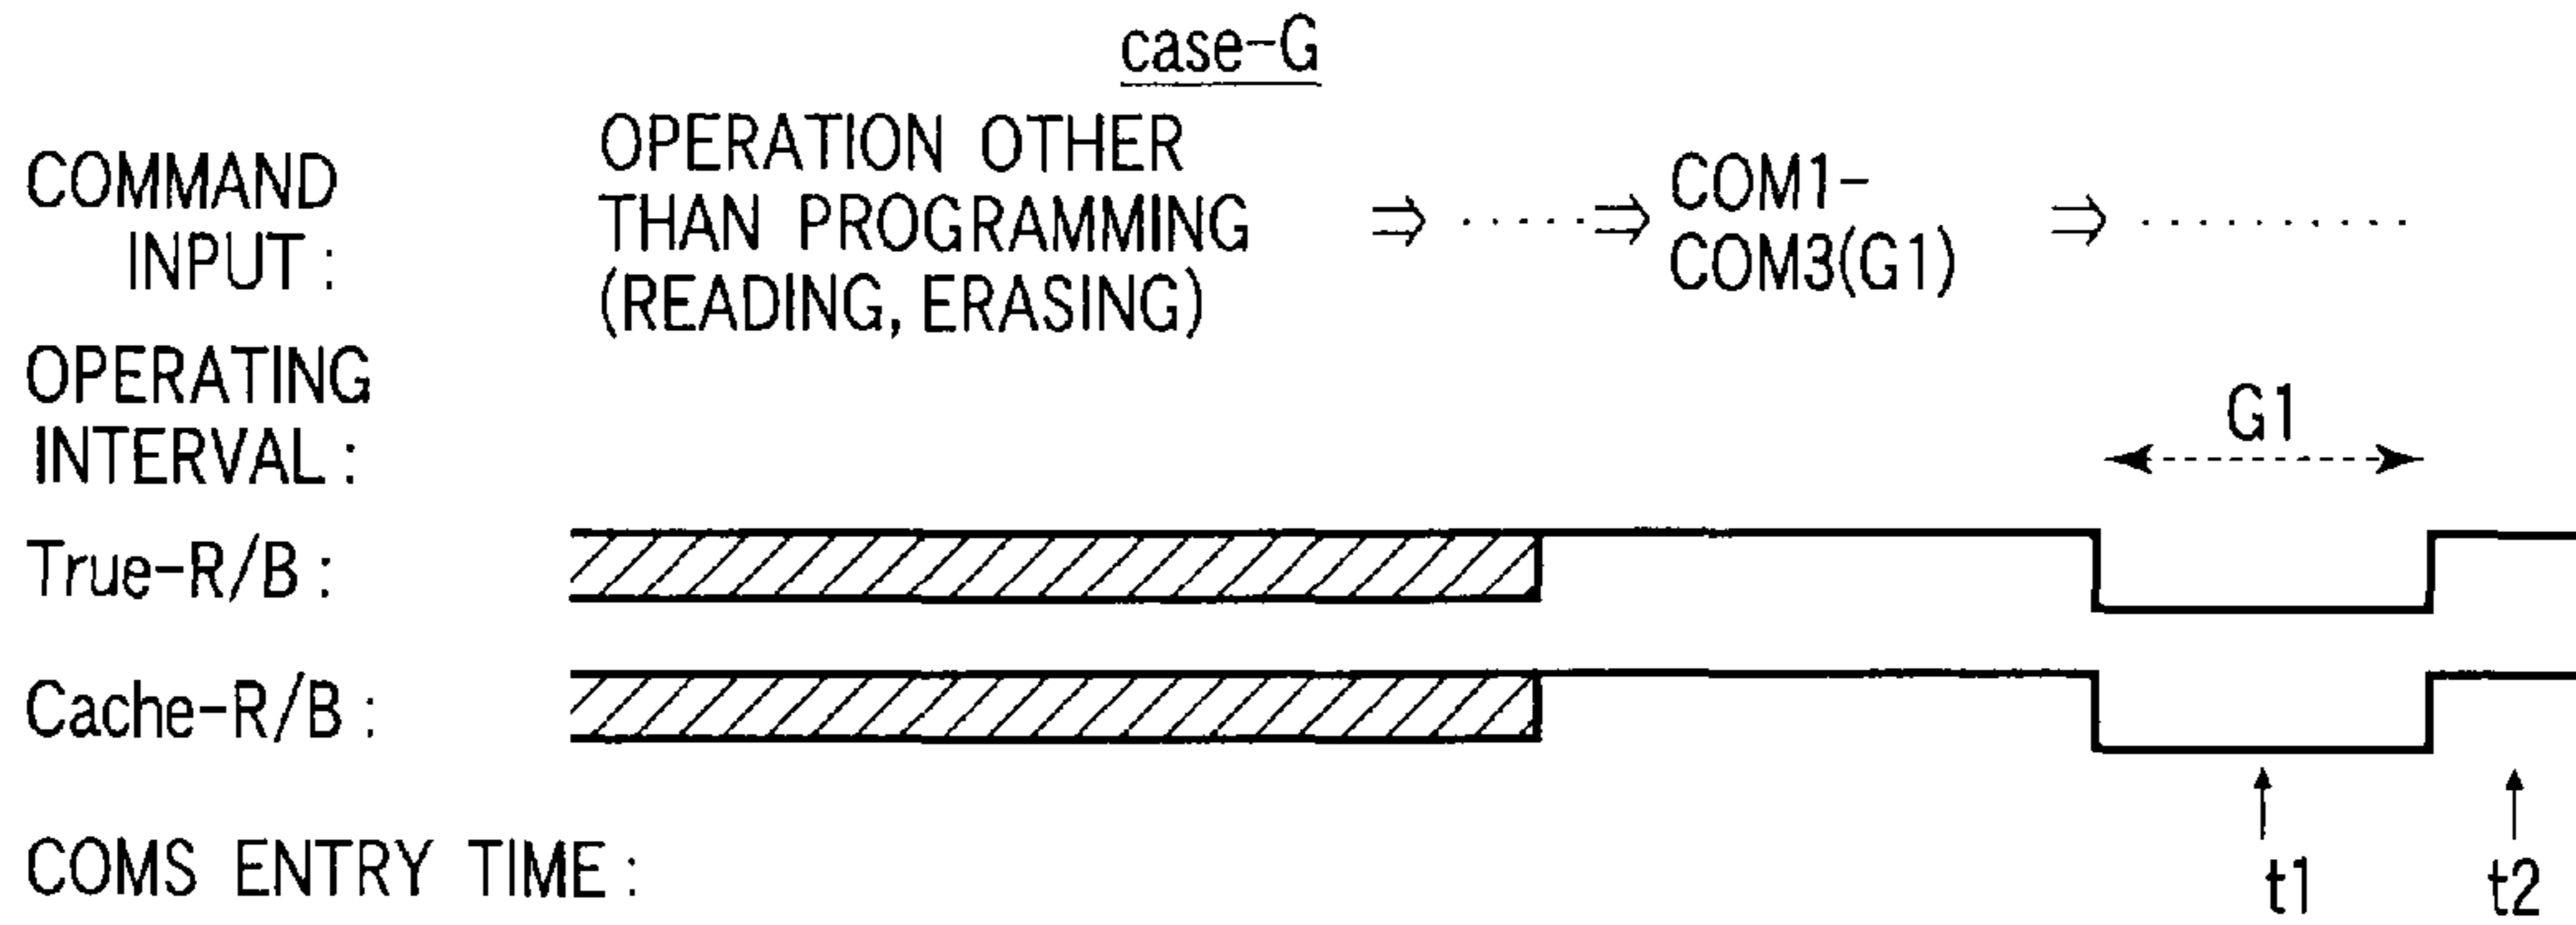 case-G
COMMAND
INPUT :
OPERATION OTHER
THAN PROGRAMMING
(READING, ERASING)
⇒ ····· ⇒
COM1-
COM3(G1)
⇒ ·········
OPERATING
INTERVAL :
G1
True-R/B :
Cache-R/B :
COMS ENTRY TIME :
t1
t2